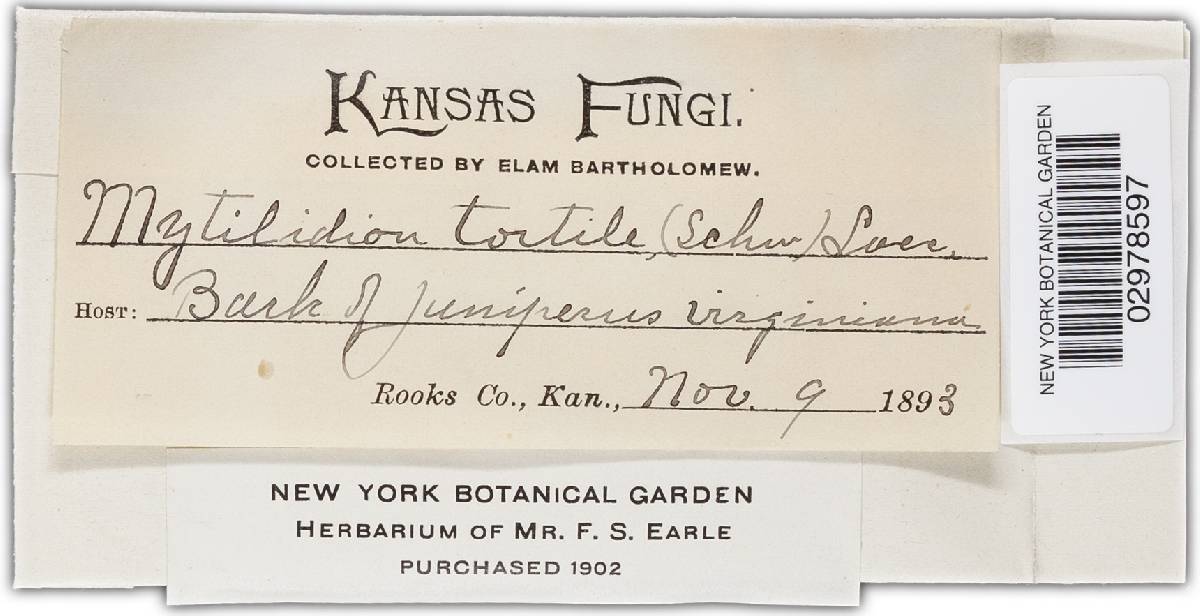 KANSAS FUNGI.
COLLECTED BY ELAM BARTHOLOMEW.
Mytilidion tortile, (Schw) Sacc.
HOST: Bark of Juniperus virginiana
Rooks Co., Kan., Nov. 9 1893
NEW YORK BOTANICAL GARDEN
HERBARIUM OF MR. F. S. EARLE
PURCHASED 1902
NEW YORK BOTANICAL GARDEN
02978597